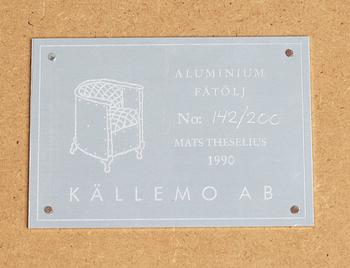 ALUMINIUM
FÅTÖLJ
No: 142/200
MATS THESELIUS
1990
KÄLLEMO AB